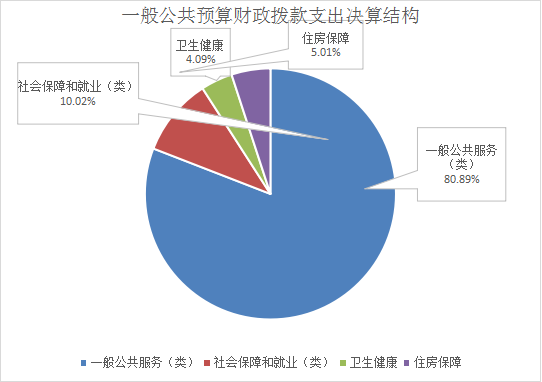 一般公共预算财政拨款支出决算结构
卫生健康
4.09%
住房保障
5.01%
社会保障和就业（类）
10.02%
一般公共服务
（类）
80.89%
一般公共服务（类） 社会保障和就业（类） 卫生健康 住房保障